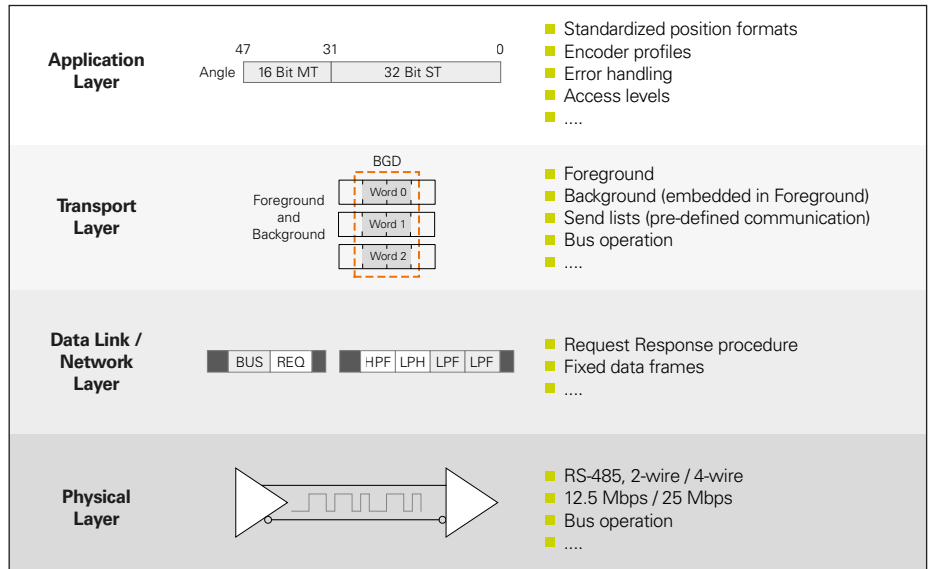 Application
Layer
47 31 0
Angle 16 Bit MT 32 Bit ST
Standardized position formats
Encoder profiles
Error handling
Access levels
....
Transport
Layer
Foreground
and
Background
BGD
Word 0
Word 1
Word 2
Foreground
Background (embedded in Foreground)
Send lists (pre-defined communication)
Bus operation
....
Data Link /
Network
Layer
BUS REQ HPF LPH LPF LPF
Request Response procedure
Fixed data frames
....
Physical
Layer
RS-485, 2-wire / 4-wire
12.5 Mbps / 25 Mbps
Bus operation
....